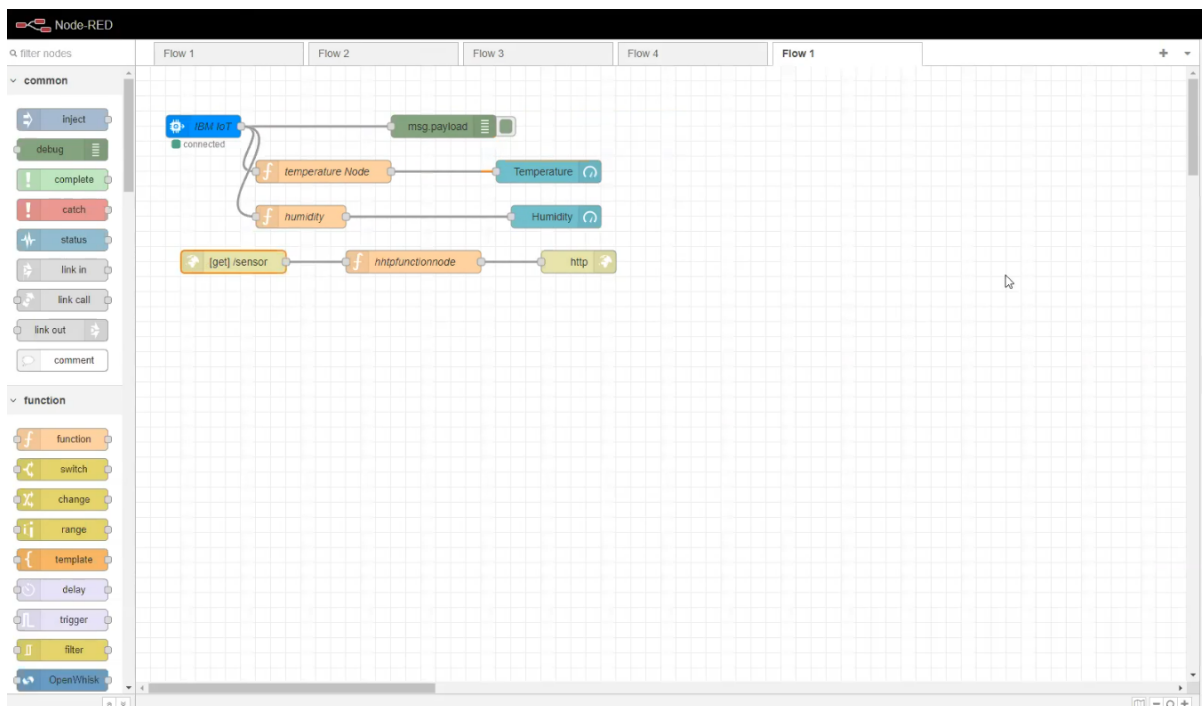 Node-RED
filter nodes
Flow 1
Flow 2
Flow 3
Flow 4
Flow 1
common
inject
debug
complete
catch
status
link in
link call
link out
comment
function
function
switch
change
range
template
delay
trigger
filter
OpenWhisk
IBM IoT
connected
msg.payload
temperature Node
Temperature
humidity
Humidity
[get] /sensor
hhtpfunctionnode
http